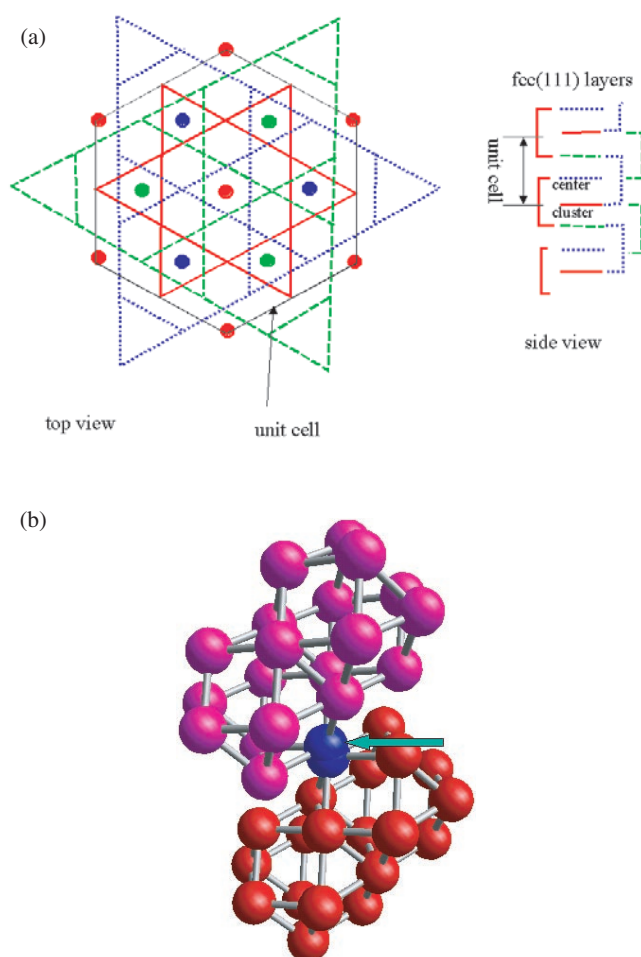 (a)
fcc(111) layers
unit cell
center
cluster
side view
top view
unit cell
(b)